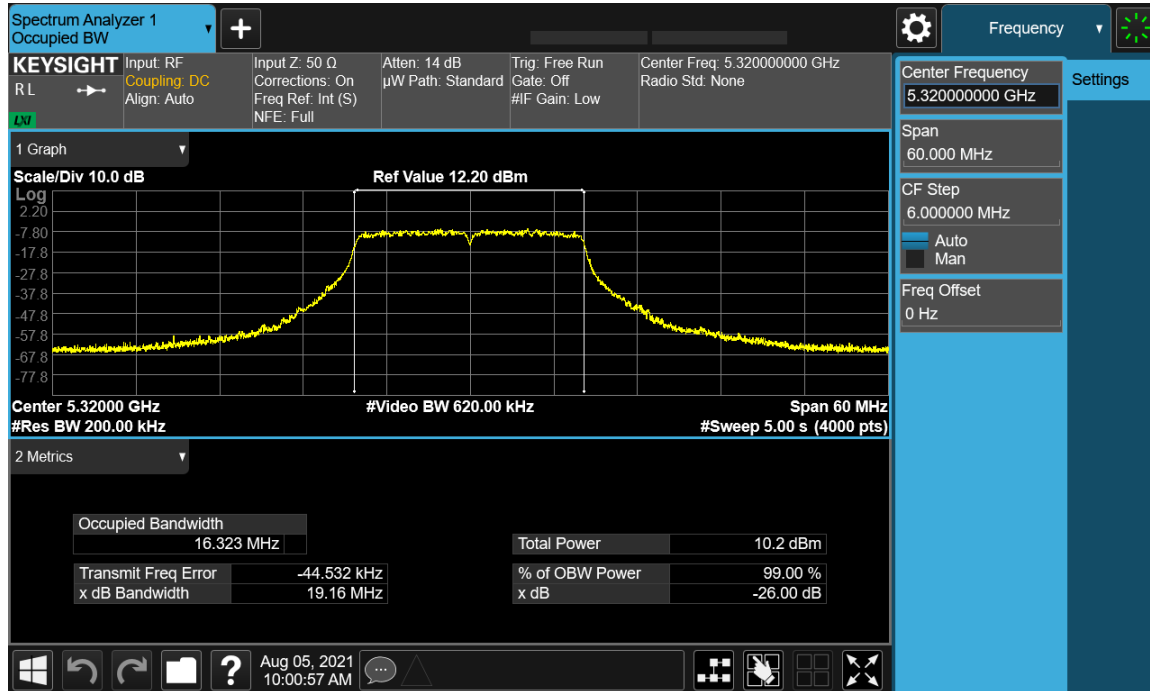 Spectrum Analyzer 1
Occupied BW
Frequency
KEYSIGHT
R L
LXI
Input: RF
Coupling: DC
Align: Auto
Input Z: 50 Ω
Corrections: On
Freq Ref: Int (S)
NFE: Full
Atten: 14 dB
µW Path: Standard
Trig: Free Run
Gate: Off
#IF Gain: Low
Center Freq: 5.320000000 GHz
Radio Std: None
Center Frequency
5.320000000 GHz
Settings
Span
60.000 MHz
CF Step
6.000000 MHz
Auto
Man
Freq Offset
0 Hz
1 Graph
Scale/Div 10.0 dB
Ref Value 12.20 dBm
Log
2.20
-7.80
-17.8
-27.8
-37.8
-47.8
-57.8
-67.8
-77.8
Center 5.32000 GHz
#Video BW 620.00 kHz
Span 60 MHz
#Res BW 200.00 kHz
#Sweep 5.00 s (4000 pts)
2 Metrics
Occupied Bandwidth
16.323 MHz
Total Power 10.2 dBm
Transmit Freq Error -44.532 kHz
% of OBW Power 99.00 %
x dB Bandwidth 19.16 MHz
x dB -26.00 dB
?
Aug 05, 2021
10:00:57 AM